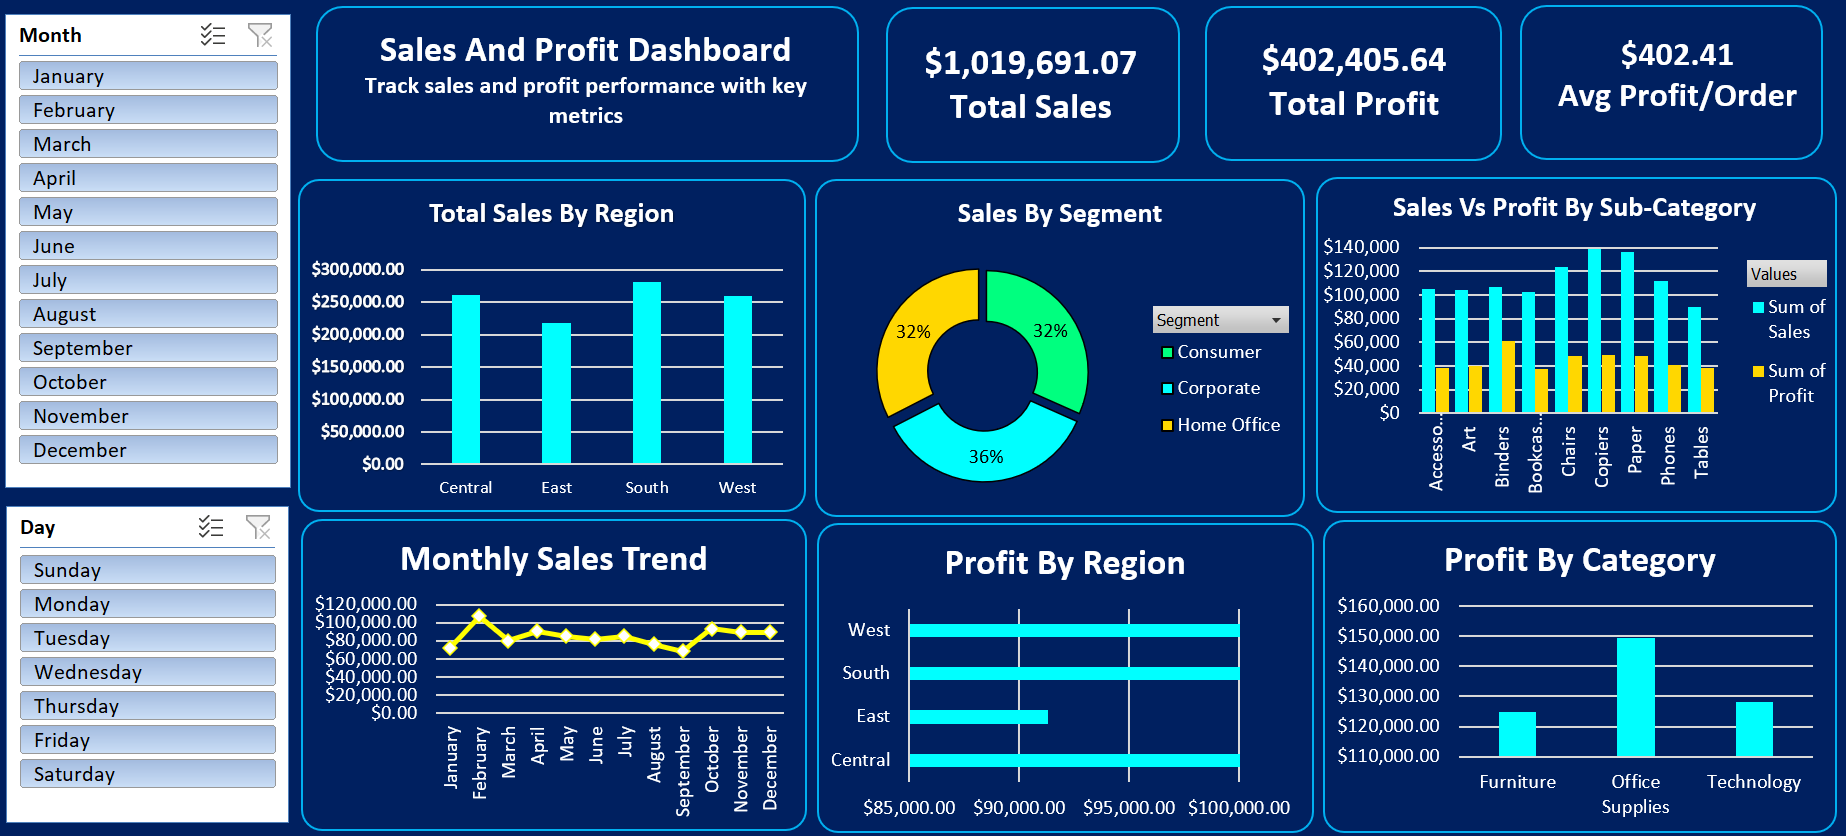 Month
January
February
March
April
May
June
July
August
September
October
November
December
Day
Sunday
Monday
Tuesday
Wednesday
Thursday
Friday
Saturday
Sales And Profit Dashboard
Track sales and profit performance with key
metrics
$1,019,691.07
Total Sales
$402,405.64
Total Profit
$402.41
Avg Profit/Order
Total Sales By Region
$300,000.00
$250,000.00
$200,000.00
$150,000.00
$100,000.00
$50,000.00
$0.00
Central East South West
Sales By Segment
32%
32%
36%
Segment
Consumer
Corporate
Home Office
Sales Vs Profit By Sub-Category
$140,000
$120,000
$100,000
$80,000
$60,000
$40,000
$20,000
$0
Accesso...
Art
Binders
Bookcas...
Chairs
Copiers
Paper
Phones
Tables
Values
Sum of
Sales
Sum of
Profit
Monthly Sales Trend
$120,000.00
$100,000.00
$80,000.00
$60,000.00
$40,000.00
$20,000.00
$0.00
January
February
March
April
May
June
July
August
September
October
November
December
Profit By Region
West
South
East
Central
$85,000.00 $90,000.00 $95,000.00 $100,000.00
Profit By Category
$160,000.00
$150,000.00
$140,000.00
$130,000.00
$120,000.00
$110,000.00
Furniture Office Technology
Supplies